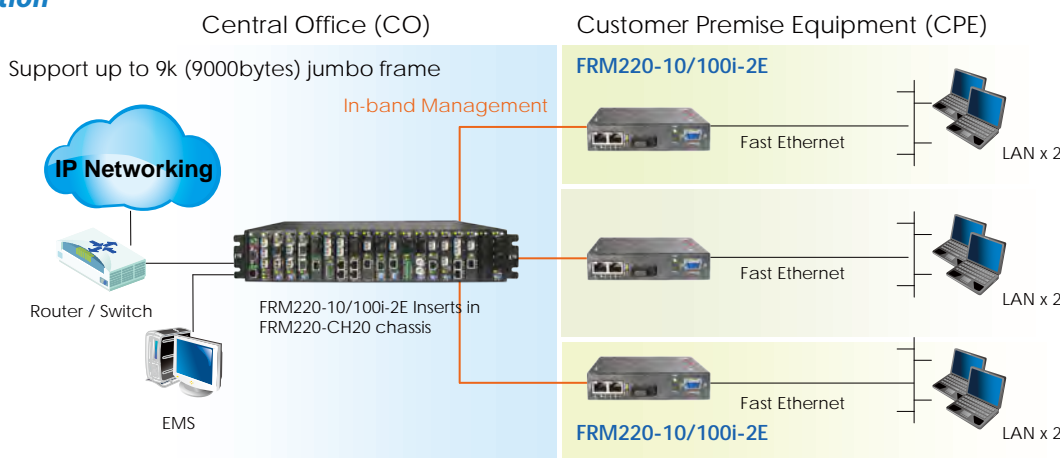 Central Office (CO)
Customer Premise Equipment (CPE)
Support up to 9k (9000bytes) jumbo frame
FRM220-10/100i-2E
In-band Management
Fast Ethernet
LAN x 2
IP Networking
Fast Ethernet
LAN x 2
Router / Switch
FRM220-10/100i-2E Inserts in
FRM220-CH20 chassis
EMS
Fast Ethernet
FRM220-10/100i-2E
LAN x 2